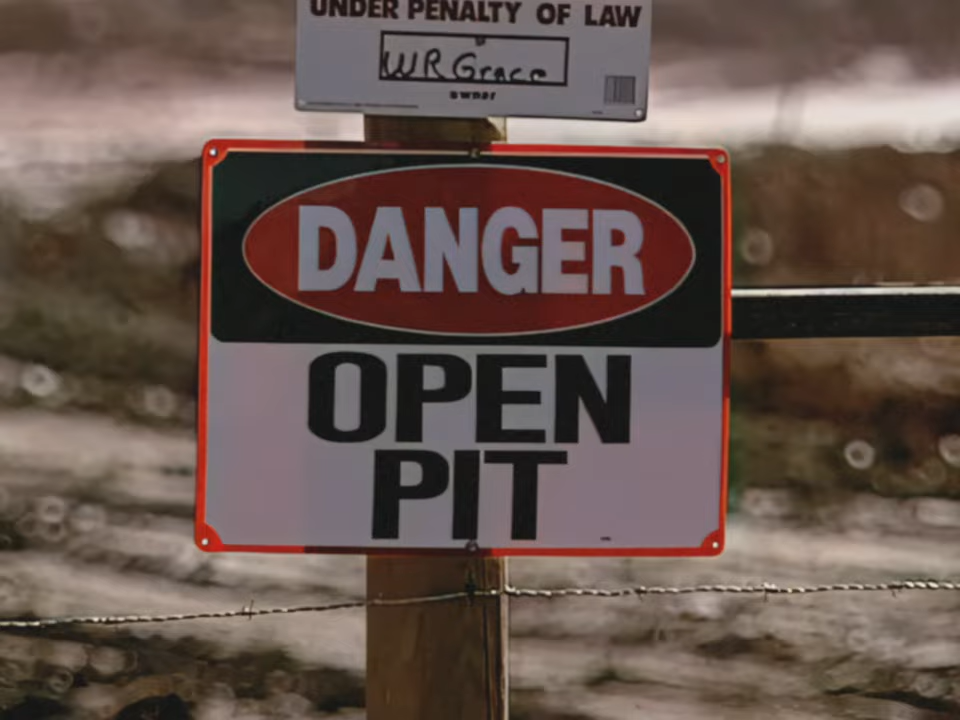 UNDER PENALTY OF LAW
WR Grace
owner
DANGER
OPEN
PIT